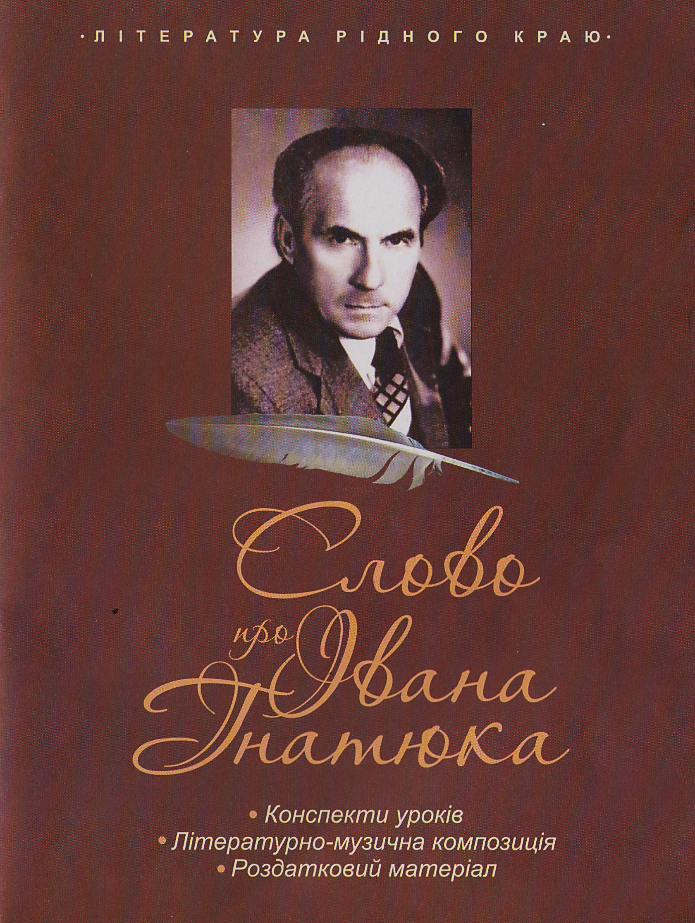 ·ЛІТЕРАТУРА РІДНОГО КРАЮ·
Слово
про Івана
Гнатюка
• Конспекти уроків
• Літературно-музична композиція
• Роздатковий матеріал